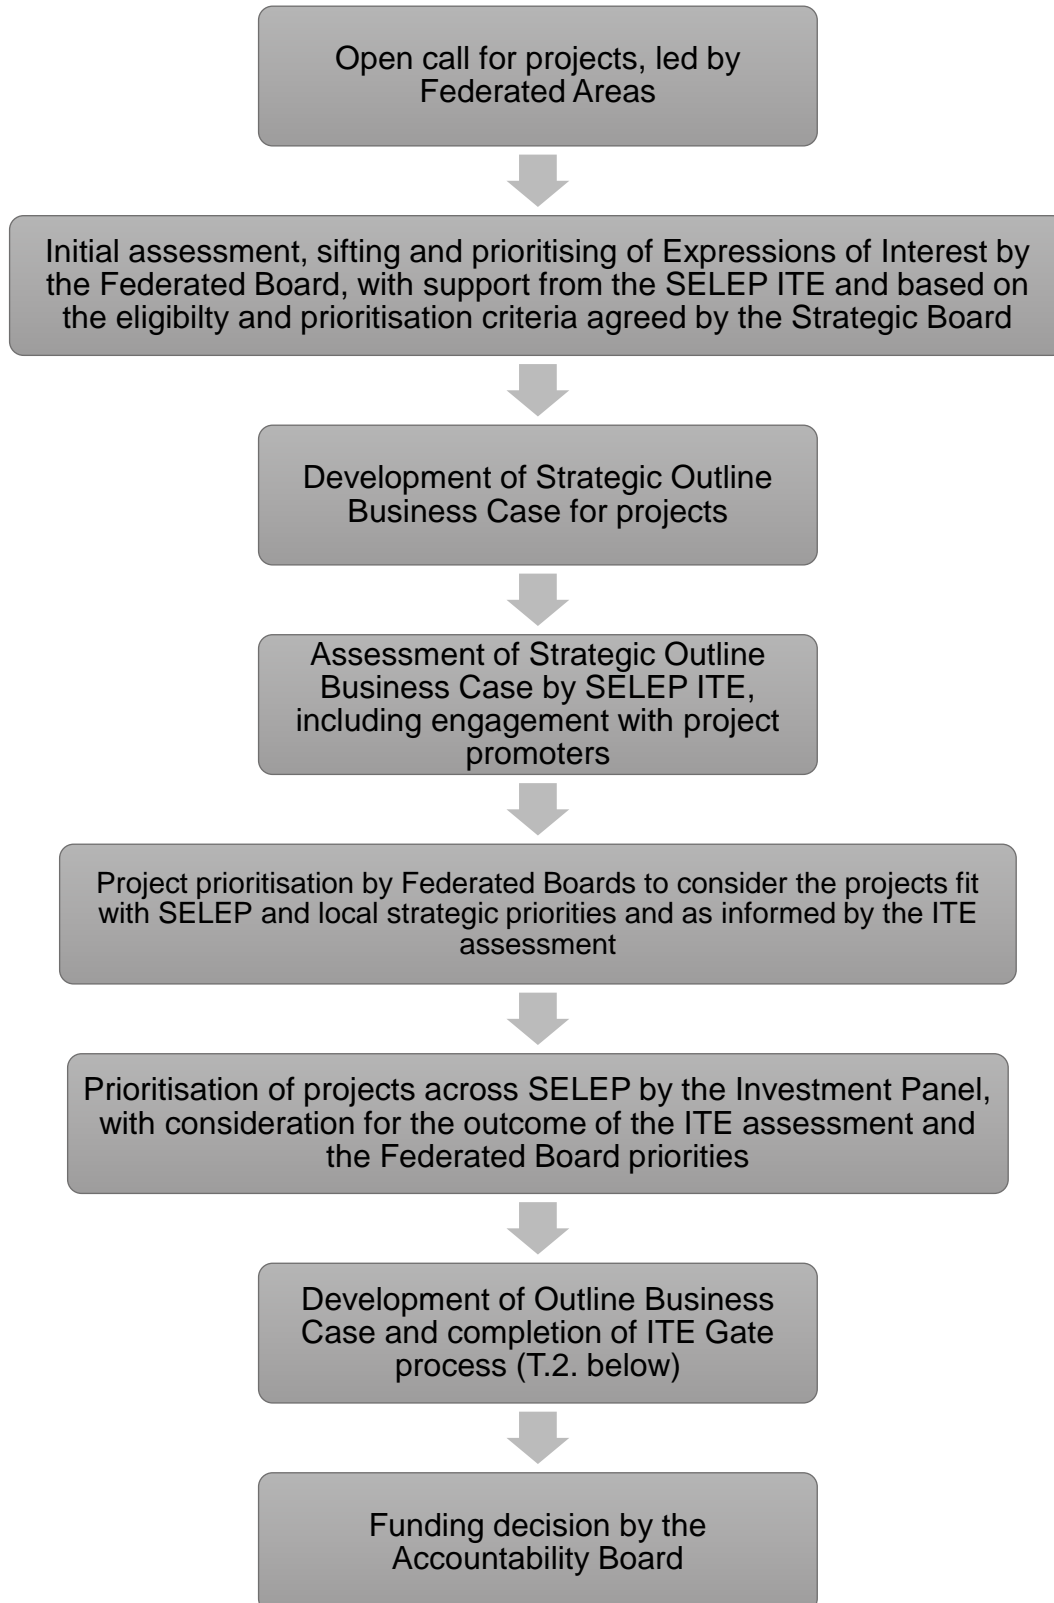 Open call for projects, led by
Federated Areas
Initial assessment, sifting and prioritising of Expressions of Interest by
the Federated Board, with support from the SELEP ITE and based on
the eligibilty and prioritisation criteria agreed by the Strategic Board
Development of Strategic Outline
Business Case for projects
Assessment of Strategic Outline
Business Case by SELEP ITE,
including engagement with project
promoters
Project prioritisation by Federated Boards to consider the projects fit
with SELEP and local strategic priorities and as informed by the ITE
assessment
Prioritisation of projects across SELEP by the Investment Panel,
with consideration for the outcome of the ITE assessment and
the Federated Board priorities
Development of Outline Business
Case and completion of ITE Gate
process (T.2. below)
Funding decision by the
Accountability Board